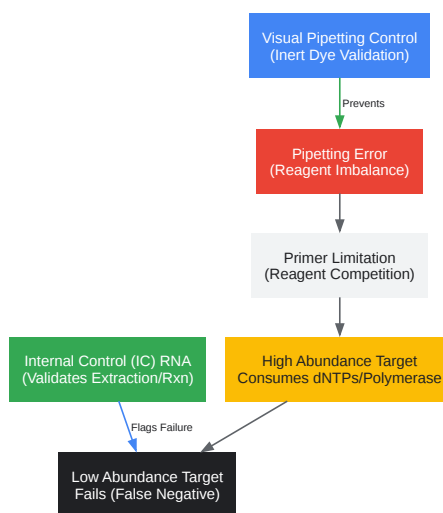 Visual Pipetting Control
(Inert Dye Validation)
Prevents
Pipetting Error
(Reagent Imbalance)
Primer Limitation
(Reagent Competition)
Internal Control (IC) RNA
(Validates Extraction/Rxn)
High Abundance Target
Consumes dNTPs/Polymerase
Flags Failure
Low Abundance Target
Fails (False Negative)